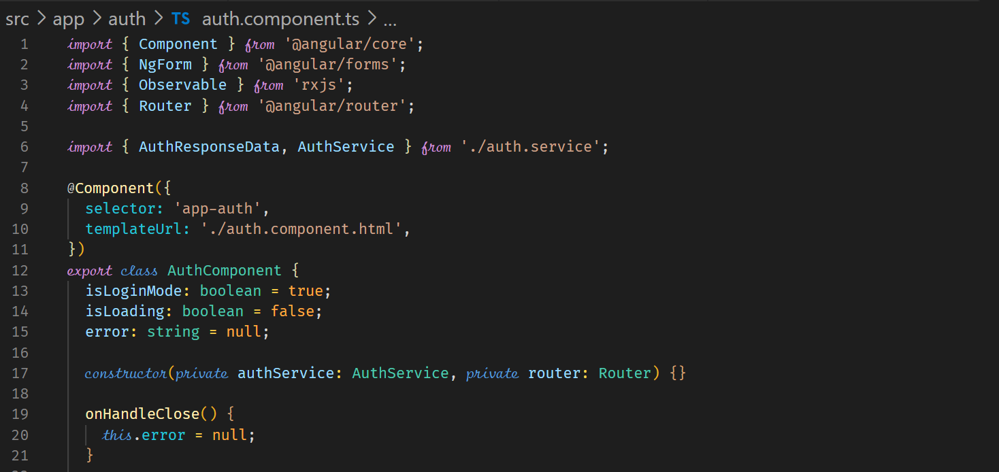 src > app > auth > TS auth.component.ts > ...
1 import { Component } from '@angular/core';
2 import { NgForm } from '@angular/forms';
3 import { Observable } from 'rxjs';
4 import { Router } from '@angular/router';
5
6 import { AuthResponseData, AuthService } from './auth.service';
7
8 @Component({
9   selector: 'app-auth',
10   templateUrl: './auth.component.html',
11 })
12 export class AuthComponent {
13   isLoginMode: boolean = true;
14   isLoading: boolean = false;
15   error: string = null;
16
17   constructor(private authService: AuthService, private router: Router) {}
18
19   onHandleClose() {
20     this.error = null;
21   }